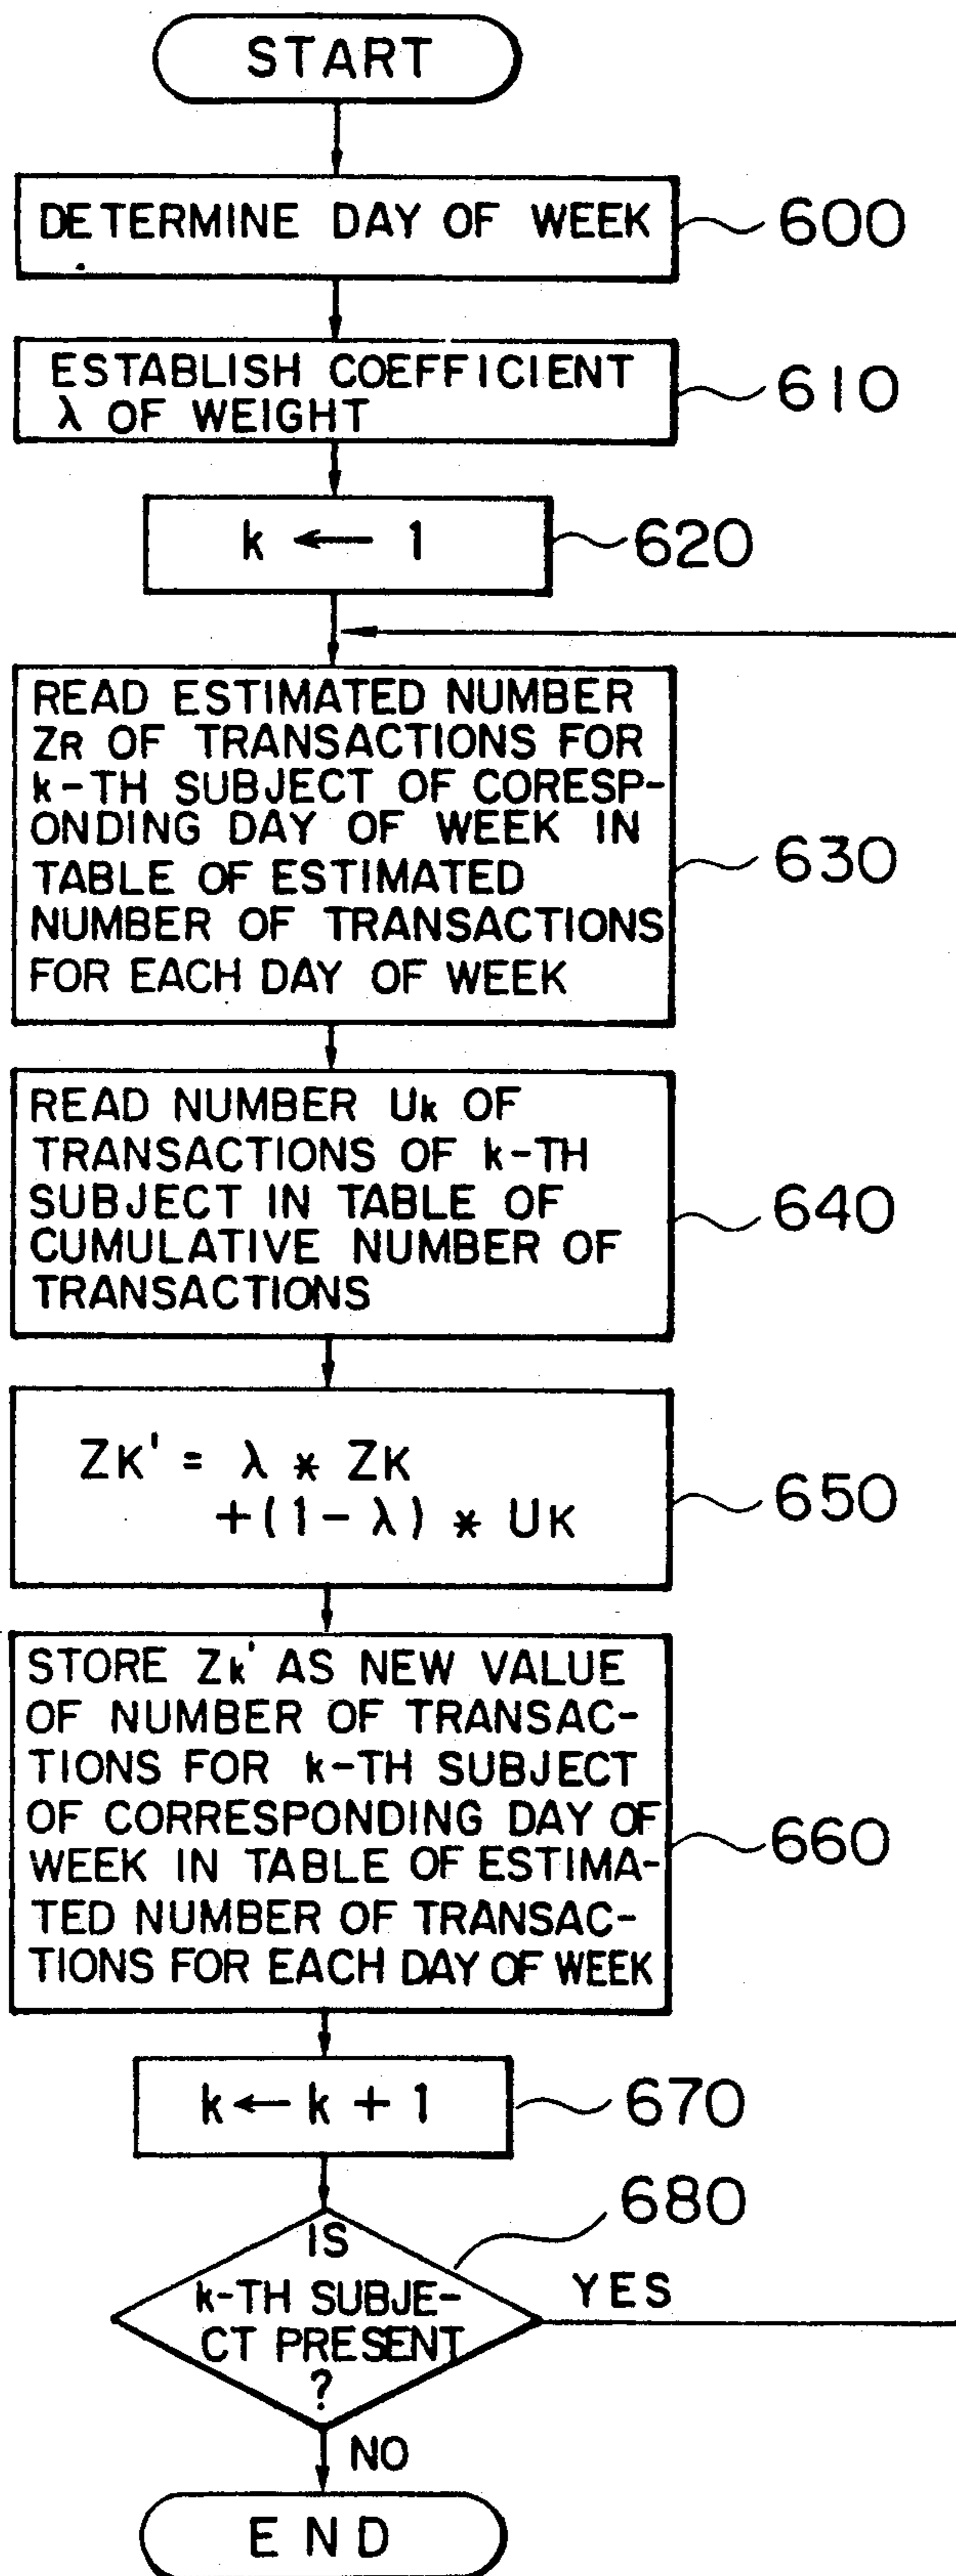 START
DETERMINE DAY OF WEEK
600
ESTABLISH COEFFICIENT
λ OF WEIGHT
610
k ← 1
620
READ ESTIMATED NUMBER
ZR OF TRANSACTIONS FOR
k-TH SUBJECT OF CORESP-
ONDING DAY OF WEEK IN
TABLE OF ESTIMATED
NUMBER OF TRANSACTIONS
FOR EACH DAY OF WEEK
630
READ NUMBER Uk OF
TRANSACTIONS OF k-TH
SUBJECT IN TABLE OF
CUMULATIVE NUMBER OF
TRANSACTIONS
640
ZK' = λ * ZK
+(1-λ) * UK
650
STORE Zk' AS NEW VALUE
OF NUMBER OF TRANSAC-
TIONS FOR k-TH SUBJECT
OF CORRESPONDING DAY OF
WEEK IN TABLE OF ESTIMA-
TED NUMBER OF TRANSAC-
TIONS FOR EACH DAY OF WEEK
660
k ← k + 1
670
680
IS
k-TH SUBJE-
CT PRESENT
?
YES
NO
END